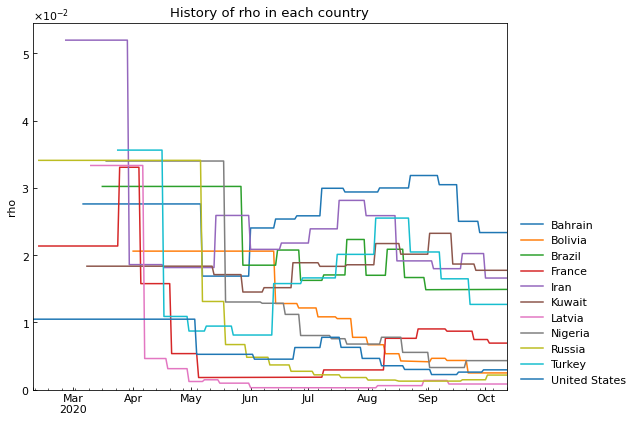 History of rho in each country
×10⁻²
5
4
3
2
1
0
rho
Mar Apr May Jun Jul Aug Sep Oct
2020
Bahrain
Bolivia
Brazil
France
Iran
Kuwait
Latvia
Nigeria
Russia
Turkey
United States